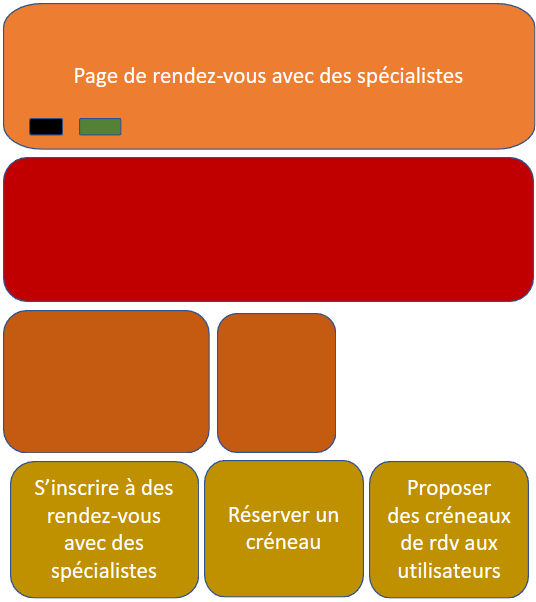 Page de rendez-vous avec des spécialistes
S’inscrire à des
rendez-vous
avec des
spécialistes
Réserver un
créneau
Proposer
des créneaux
de rdv aux
utilisateurs